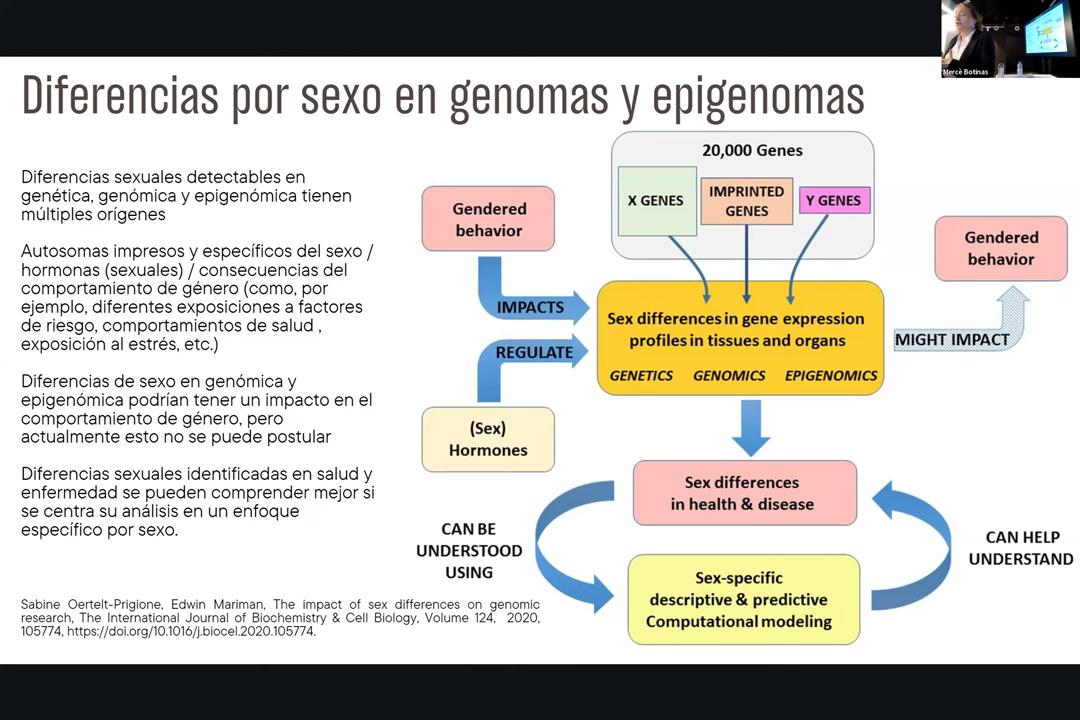 Mercè Botinas
Diferencias por sexo en genomas y epigenomas
Diferencias sexuales detectables en
genética, genómica y epigenómica tienen
múltiples orígenes
Autosomas impresos y específicos del sexo /
hormonas (sexuales) / consecuencias del
comportamiento de género (como, por
ejemplo, diferentes exposiciones a factores
de riesgo, comportamientos de salud ,
exposición al estrés, etc.)
Diferencias de sexo en genómica y
epigenómica podrían tener un impacto en el
comportamiento de género, pero
actualmente esto no se puede postular
Diferencias sexuales identificadas en salud y
enfermedad se pueden comprender mejor si
se centra su análisis en un enfoque
específico por sexo.
Sabine Oertelt-Prigione, Edwin Mariman, The impact of sex differences on genomic
research, The International Journal of Biochemistry & Cell Biology, Volume 124, 2020,
105774, https://doi.org/10.1016/j.biocel.2020.105774.
20,000 Genes
X GENES
IMPRINTED
GENES
Y GENES
Gendered
behavior
IMPACTS
REGULATE
(Sex)
Hormones
Sex differences in gene expression
profiles in tissues and organs
GENETICS GENOMICS EPIGENOMICS
MIGHT IMPACT
Gendered
behavior
Sex differences
in health & disease
CAN BE
UNDERSTOOD
USING
CAN HELP
UNDERSTAND
Sex-specific
descriptive & predictive
Computational modeling